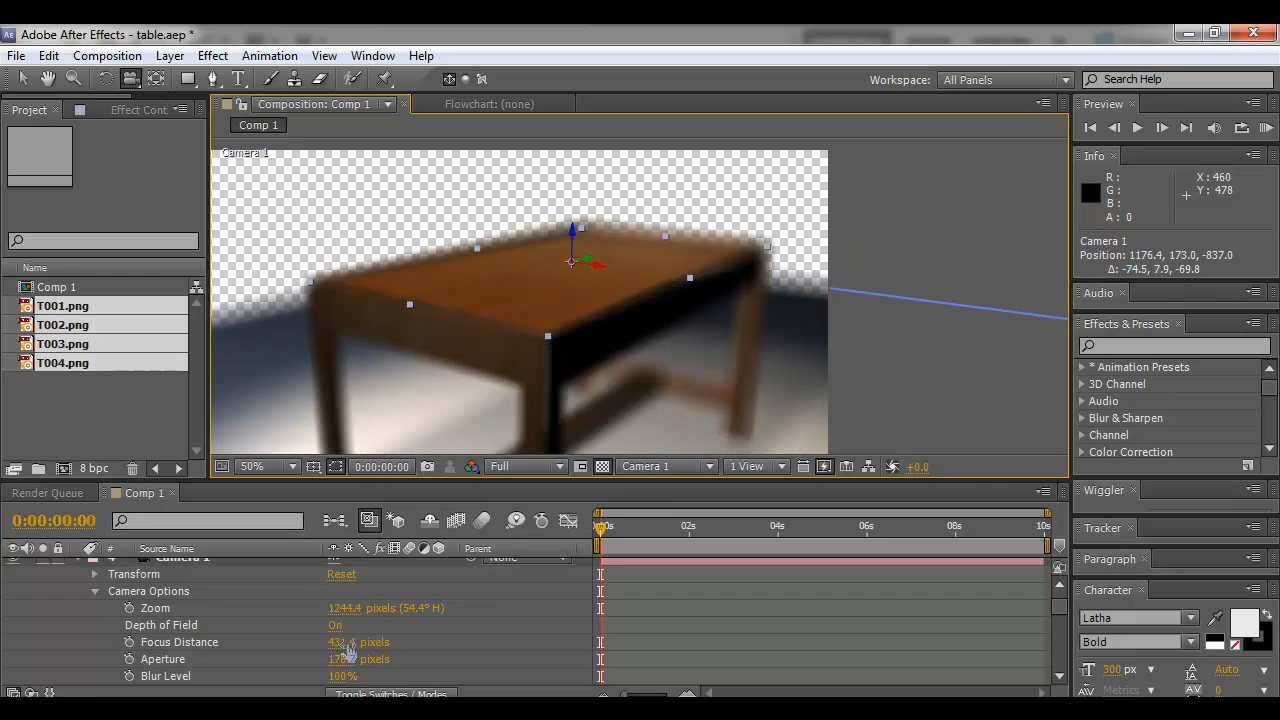 Adobe After Effects - table.aep *
File Edit Composition Layer Effect Animation View Window Help
Workspace: All Panels Search Help
Project Effect Cont
Composition: Comp 1 Flowchart: (none)
Comp 1
Camera 1
Name
Comp 1
T001.png
T002.png
T003.png
T004.png
8 bpc
50% 0:00:00:00 Full Camera 1 1 View +0.0
Preview
Info
R :
G :
B :
A : 0
X : 460
Y : 478
Camera 1
Position: 1176.4, 173.0, -837.0
Δ: -74.5, 7.9, -69.8
Audio
Effects & Presets
* Animation Presets
3D Channel
Audio
Blur & Sharpen
Channel
Color Correction
Wiggler
Tracker
Paragraph
Character
Latha
Bold
300 px Auto
Metrics 0
Render Queue Comp 1
0:00:00:00
# Source Name Parent
02s 04s 06s 08s 10s
Transform Reset
Camera Options
Zoom 1244.4 pixels (54.4° H)
Depth of Field On
Focus Distance pixels
Aperture pixels
Blur Level 100%
Toggle Switches / Modes